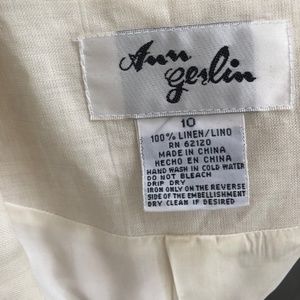 Ann
Gerlin
10
100% LINEN/LINO
RN 62120
MADE IN CHINA
HECHO EN CHINA
HAND WASH IN COLD WATER
DO NOT BLEACH
DRIP DRY
IRON ONLY ON THE REVERSE
SIDE OF THE EMBELLISHMENT
DRY CLEAN IF DESIRED